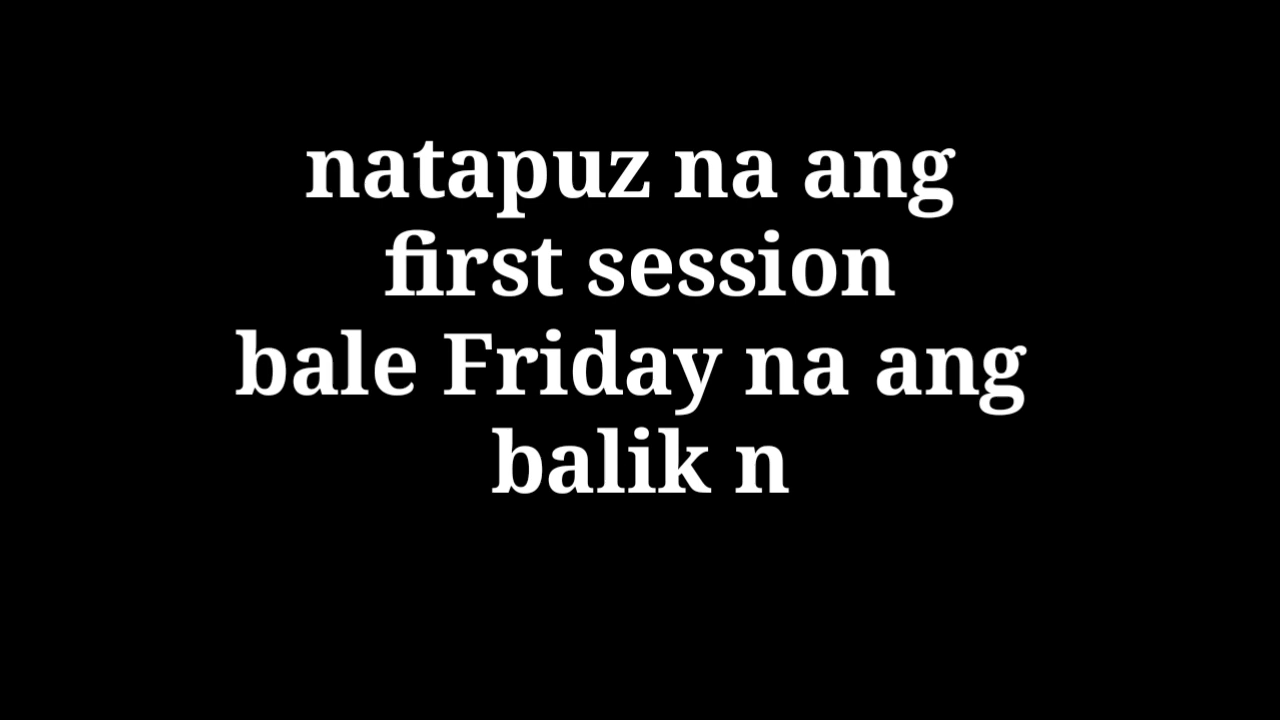 natapuz na ang
first session
bale Friday na ang
balik n